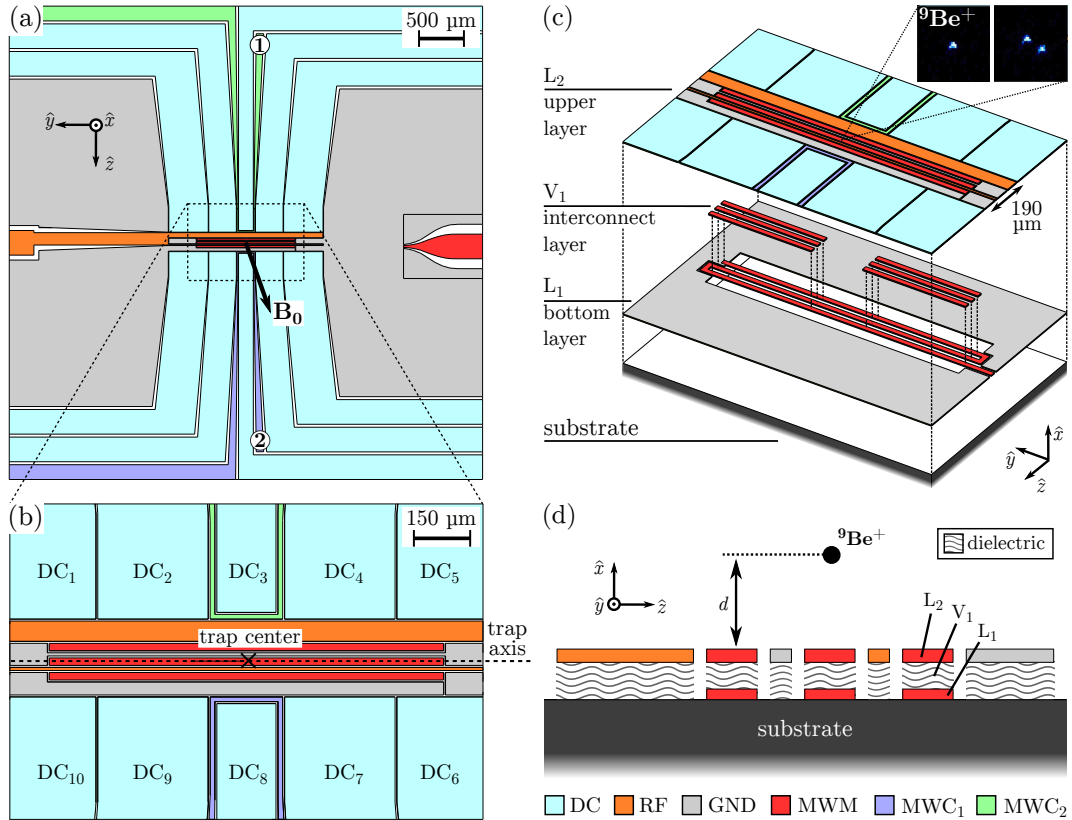 (a)
500 µm
1
ŷ
x̂
ẑ
B₀
2
(b)
150 µm
DC₁
DC₂
DC₃
DC₄
DC₅
trap center
trap
axis
DC₁₀
DC₉
DC₈
DC₇
DC₆
(c)
⁹Be⁺
L₂
upper
layer
190
µm
V₁
interconnect
layer
L₁
bottom
layer
substrate
x̂
ŷ
ẑ
(d)
⁹Be⁺
dielectric
x̂
ŷ
ẑ
d
L₂
V₁
L₁
substrate
DC RF GND MWM MWC₁ MWC₂